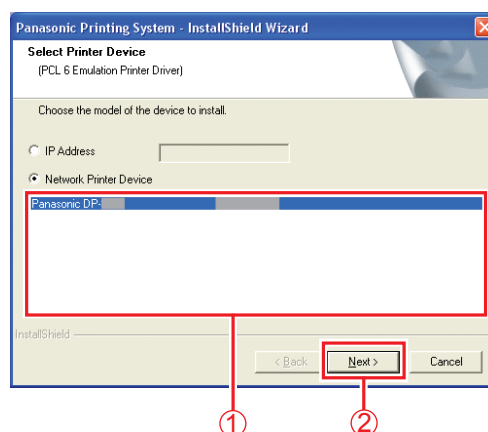 Panasonic Printing System - InstallShield Wizard
Select Printer Device
(PCL 6 Emulation Printer Driver)
Choose the model of the device to install.
IP Address
Network Printer Device
Panasonic DP-
InstallShield
< Back
Next >
Cancel
1
2